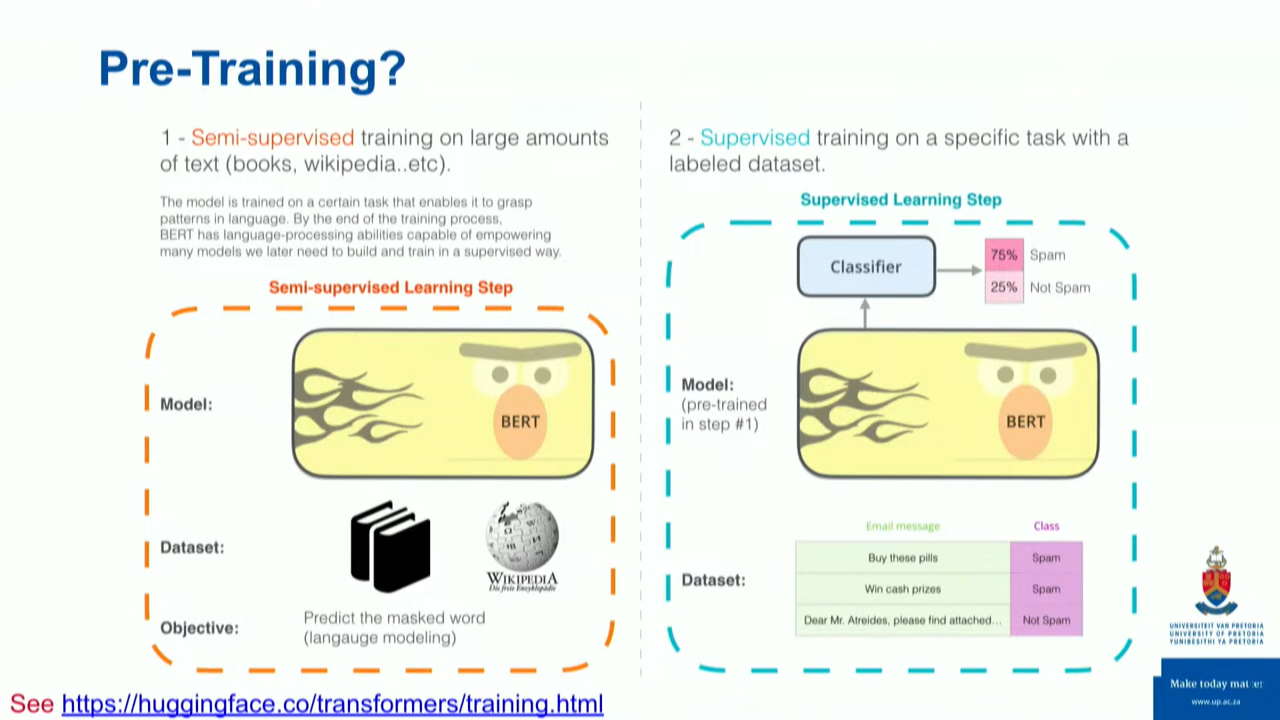 Pre-Training?
1 - Semi-supervised training on large amounts
of text (books, wikipedia..etc).
The model is trained on a certain task that enables it to grasp
patterns in language. By the end of the training process,
BERT has language-processing abilities capable of empowering
many models we later need to build and train in a supervised way.
Semi-supervised Learning Step
Model:
BERT
Dataset:
WIKIPEDIA
Die freie Enzyklopädie
Objective:
Predict the masked word
(langauge modeling)
2 - Supervised training on a specific task with a
labeled dataset.
Supervised Learning Step
Classifier
75% Spam
25% Not Spam
Model:
(pre-trained
in step #1)
BERT
Dataset:
Email message Class
Buy these pills Spam
Win cash prizes Spam
Dear Mr. Atreides, please find attached... Not Spam
See https://huggingface.co/transformers/training.html
UNIVERSITEIT VAN PRETORIA
UNIVERSITY OF PRETORIA
YUNIBESITHI YA PRETORIA
Make today
www.up.ac.za